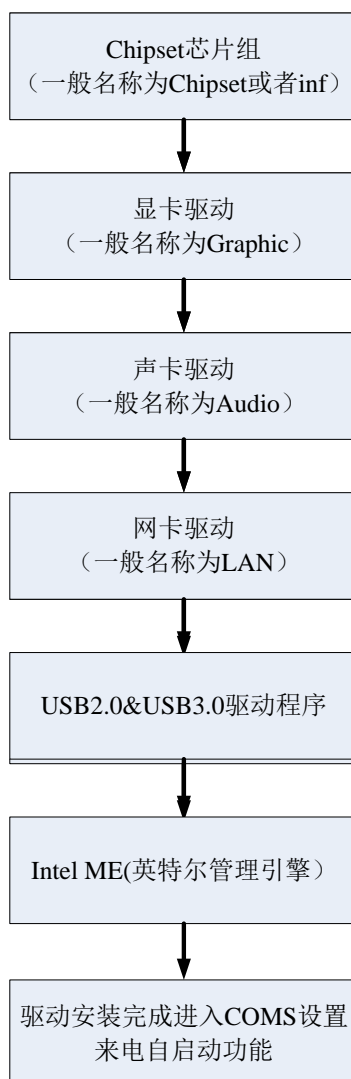 Chipset芯片组
（一般名称为Chipset或者inf）
显卡驱动
（一般名称为Graphic）
声卡驱动
（一般名称为Audio）
网卡驱动
（一般名称为LAN）
USB2.0&USB3.0驱动程序
Intel ME(英特尔管理引擎）
驱动安装完成进入COMS设置
来电自启动功能